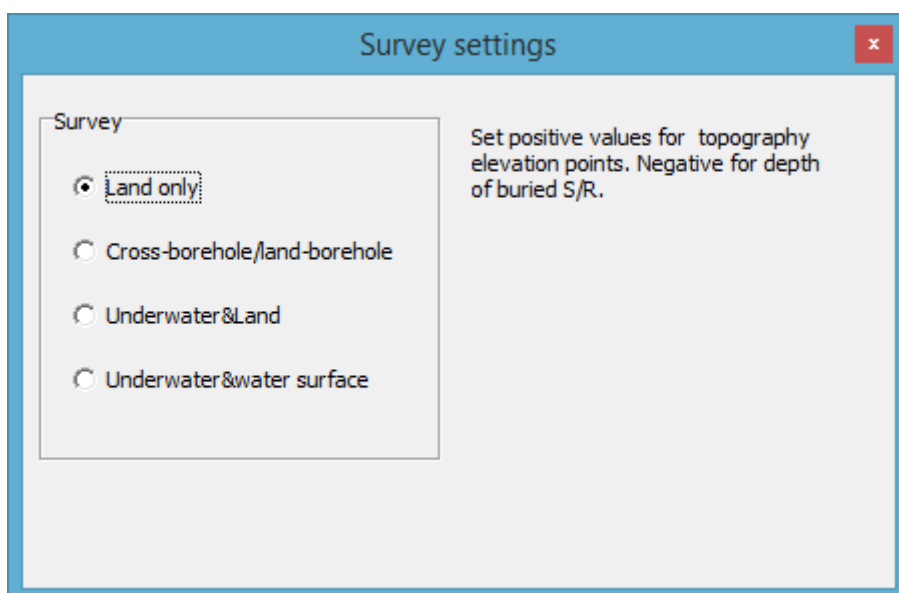 Survey settings
x
Survey
Land only
Cross-borehole/land-borehole
Underwater&Land
Underwater&water surface
Set positive values for  topography
elevation points. Negative for depth
of buried S/R.